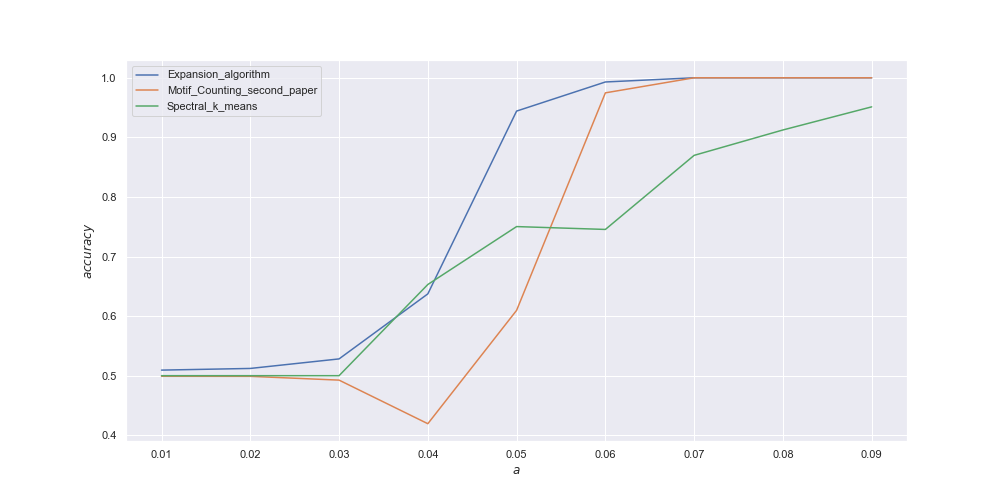 Expansion_algorithm
Motif_Counting_second_paper
Spectral_k_means
1.0
0.9
0.8
0.7
0.6
0.5
0.4
accuracy
0.01 0.02 0.03 0.04 0.05 0.06 0.07 0.08 0.09
a